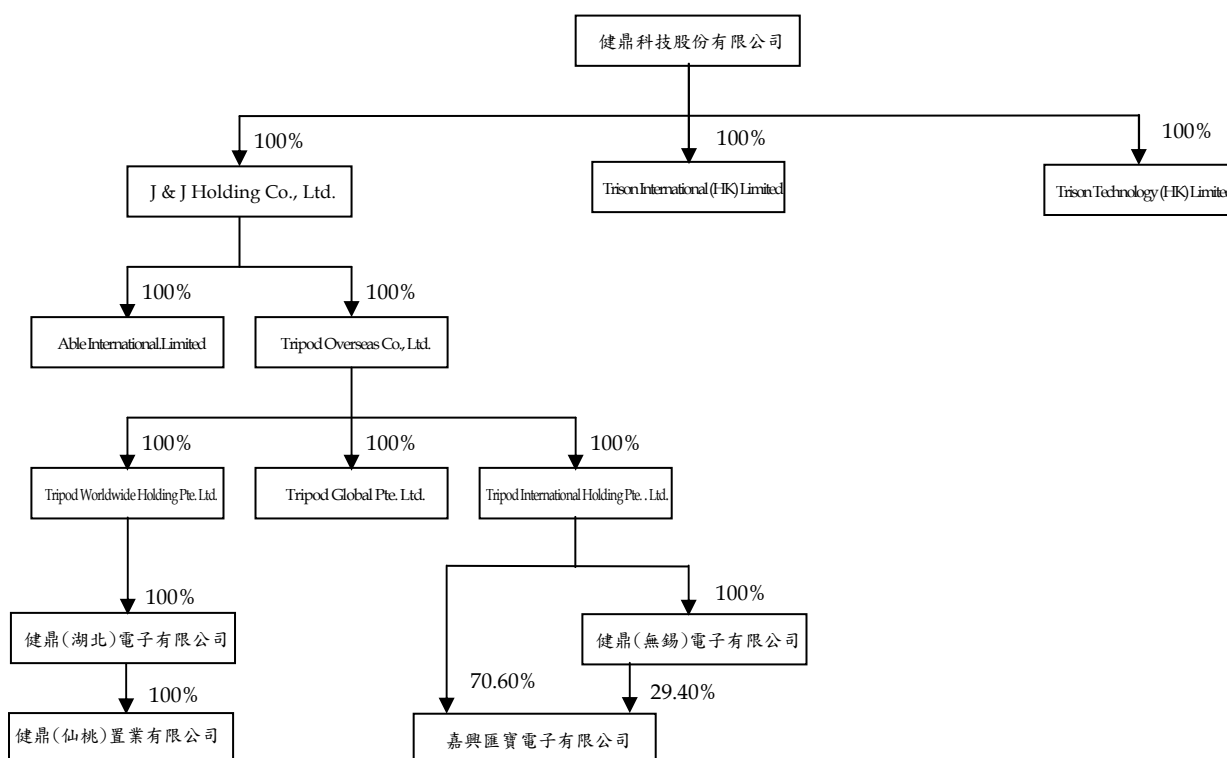 健鼎科技股份有限公司
100%
100%
100%
J & J Holding Co., Ltd.
Trison International (HK) Limited
Trison Technology (HK) Limited
100%
100%
Able International.Limited
Tripod Overseas Co., Ltd.
100%
100%
100%
Tripod Worldwide Holding Pte. Ltd.
Tripod Global Pte. Ltd.
Tripod International Holding Pte. . Ltd.
100%
100%
健鼎(湖北)電子有限公司
健鼎(無錫)電子有限公司
100%
70.60%
29.40%
健鼎(仙桃)置業有限公司
嘉興匯寶電子有限公司